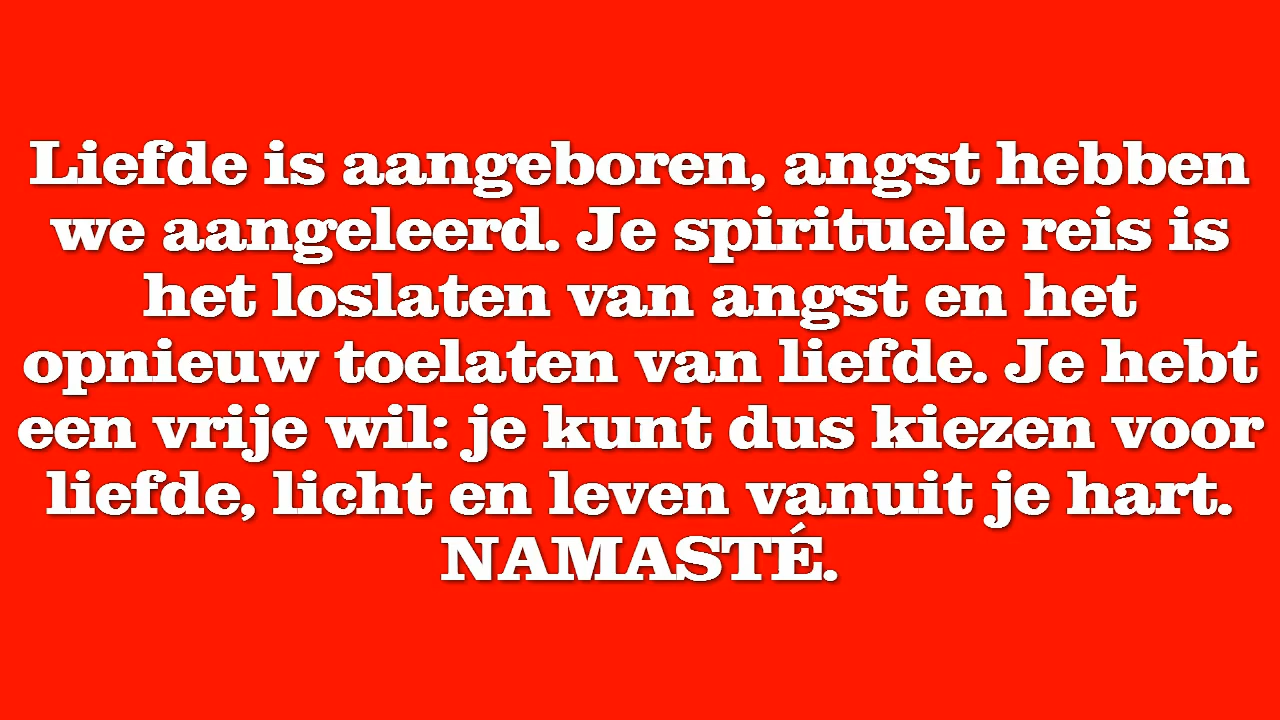 Liefde is aangeboren, angst hebben
we aangeleerd. Je spirituele reis is
het loslaten van angst en het
opnieuw toelaten van liefde. Je hebt
een vrije wil: je kunt dus kiezen voor
liefde, licht en leven vanuit je hart.
NAMASTÉ.